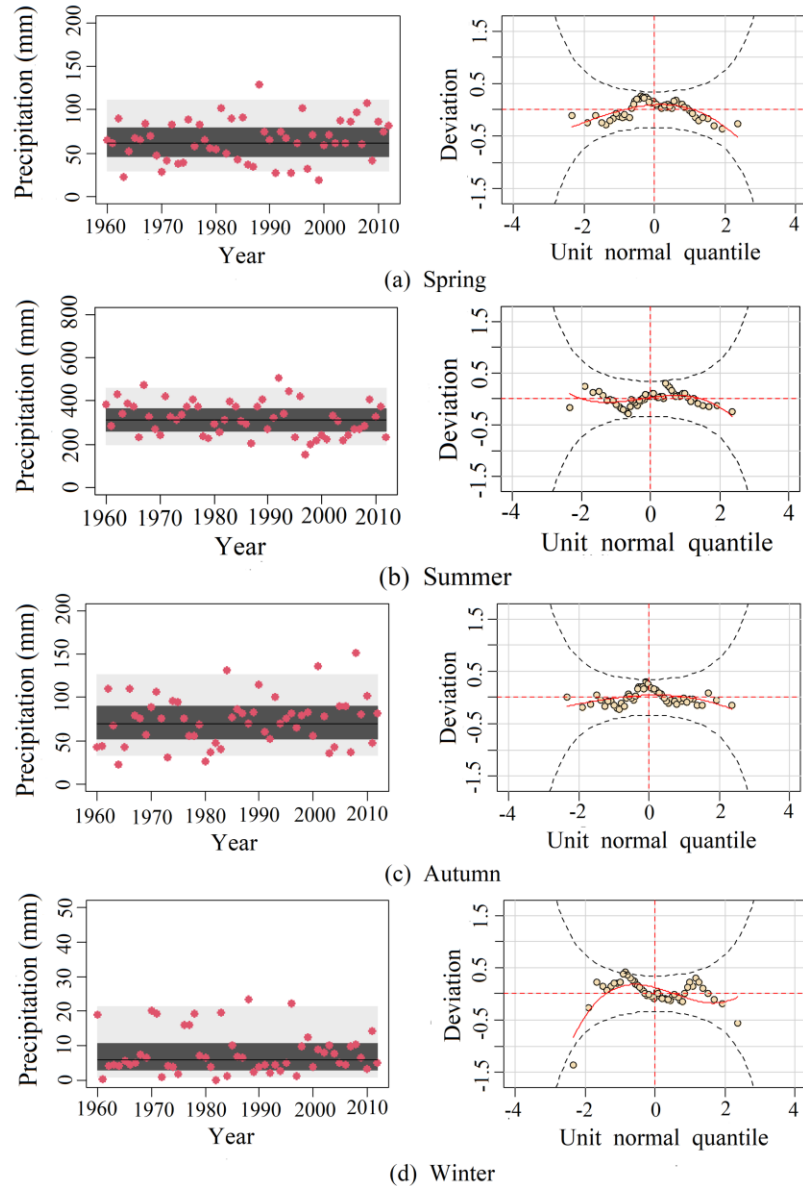 Precipitation (mm)
200
150
100
50
0
1960 1970 1980 1990 2000 2010
Year
Deviation
1.5
0.5
-0.5
-1.5
-4 -2 0 2 4
Unit normal quantile
(a) Spring
Precipitation (mm)
800
600
400
200
0
1960 1970 1980 1990 2000 2010
Year
Deviation
1.5
0.5
-0.5
-1.5
-4 -2 0 2 4
Unit normal quantile
(b) Summer
Precipitation (mm)
200
150
100
50
0
1960 1970 1980 1990 2000 2010
Year
Deviation
1.5
0.5
-0.5
-1.5
-4 -2 0 2 4
Unit normal quantile
(c) Autumn
Precipitation (mm)
50
40
30
20
10
0
1960 1970 1980 1990 2000 2010
Year
Deviation
1.5
0.5
-0.5
-1.5
-4 -2 0 2 4
Unit normal quantile
(d) Winter